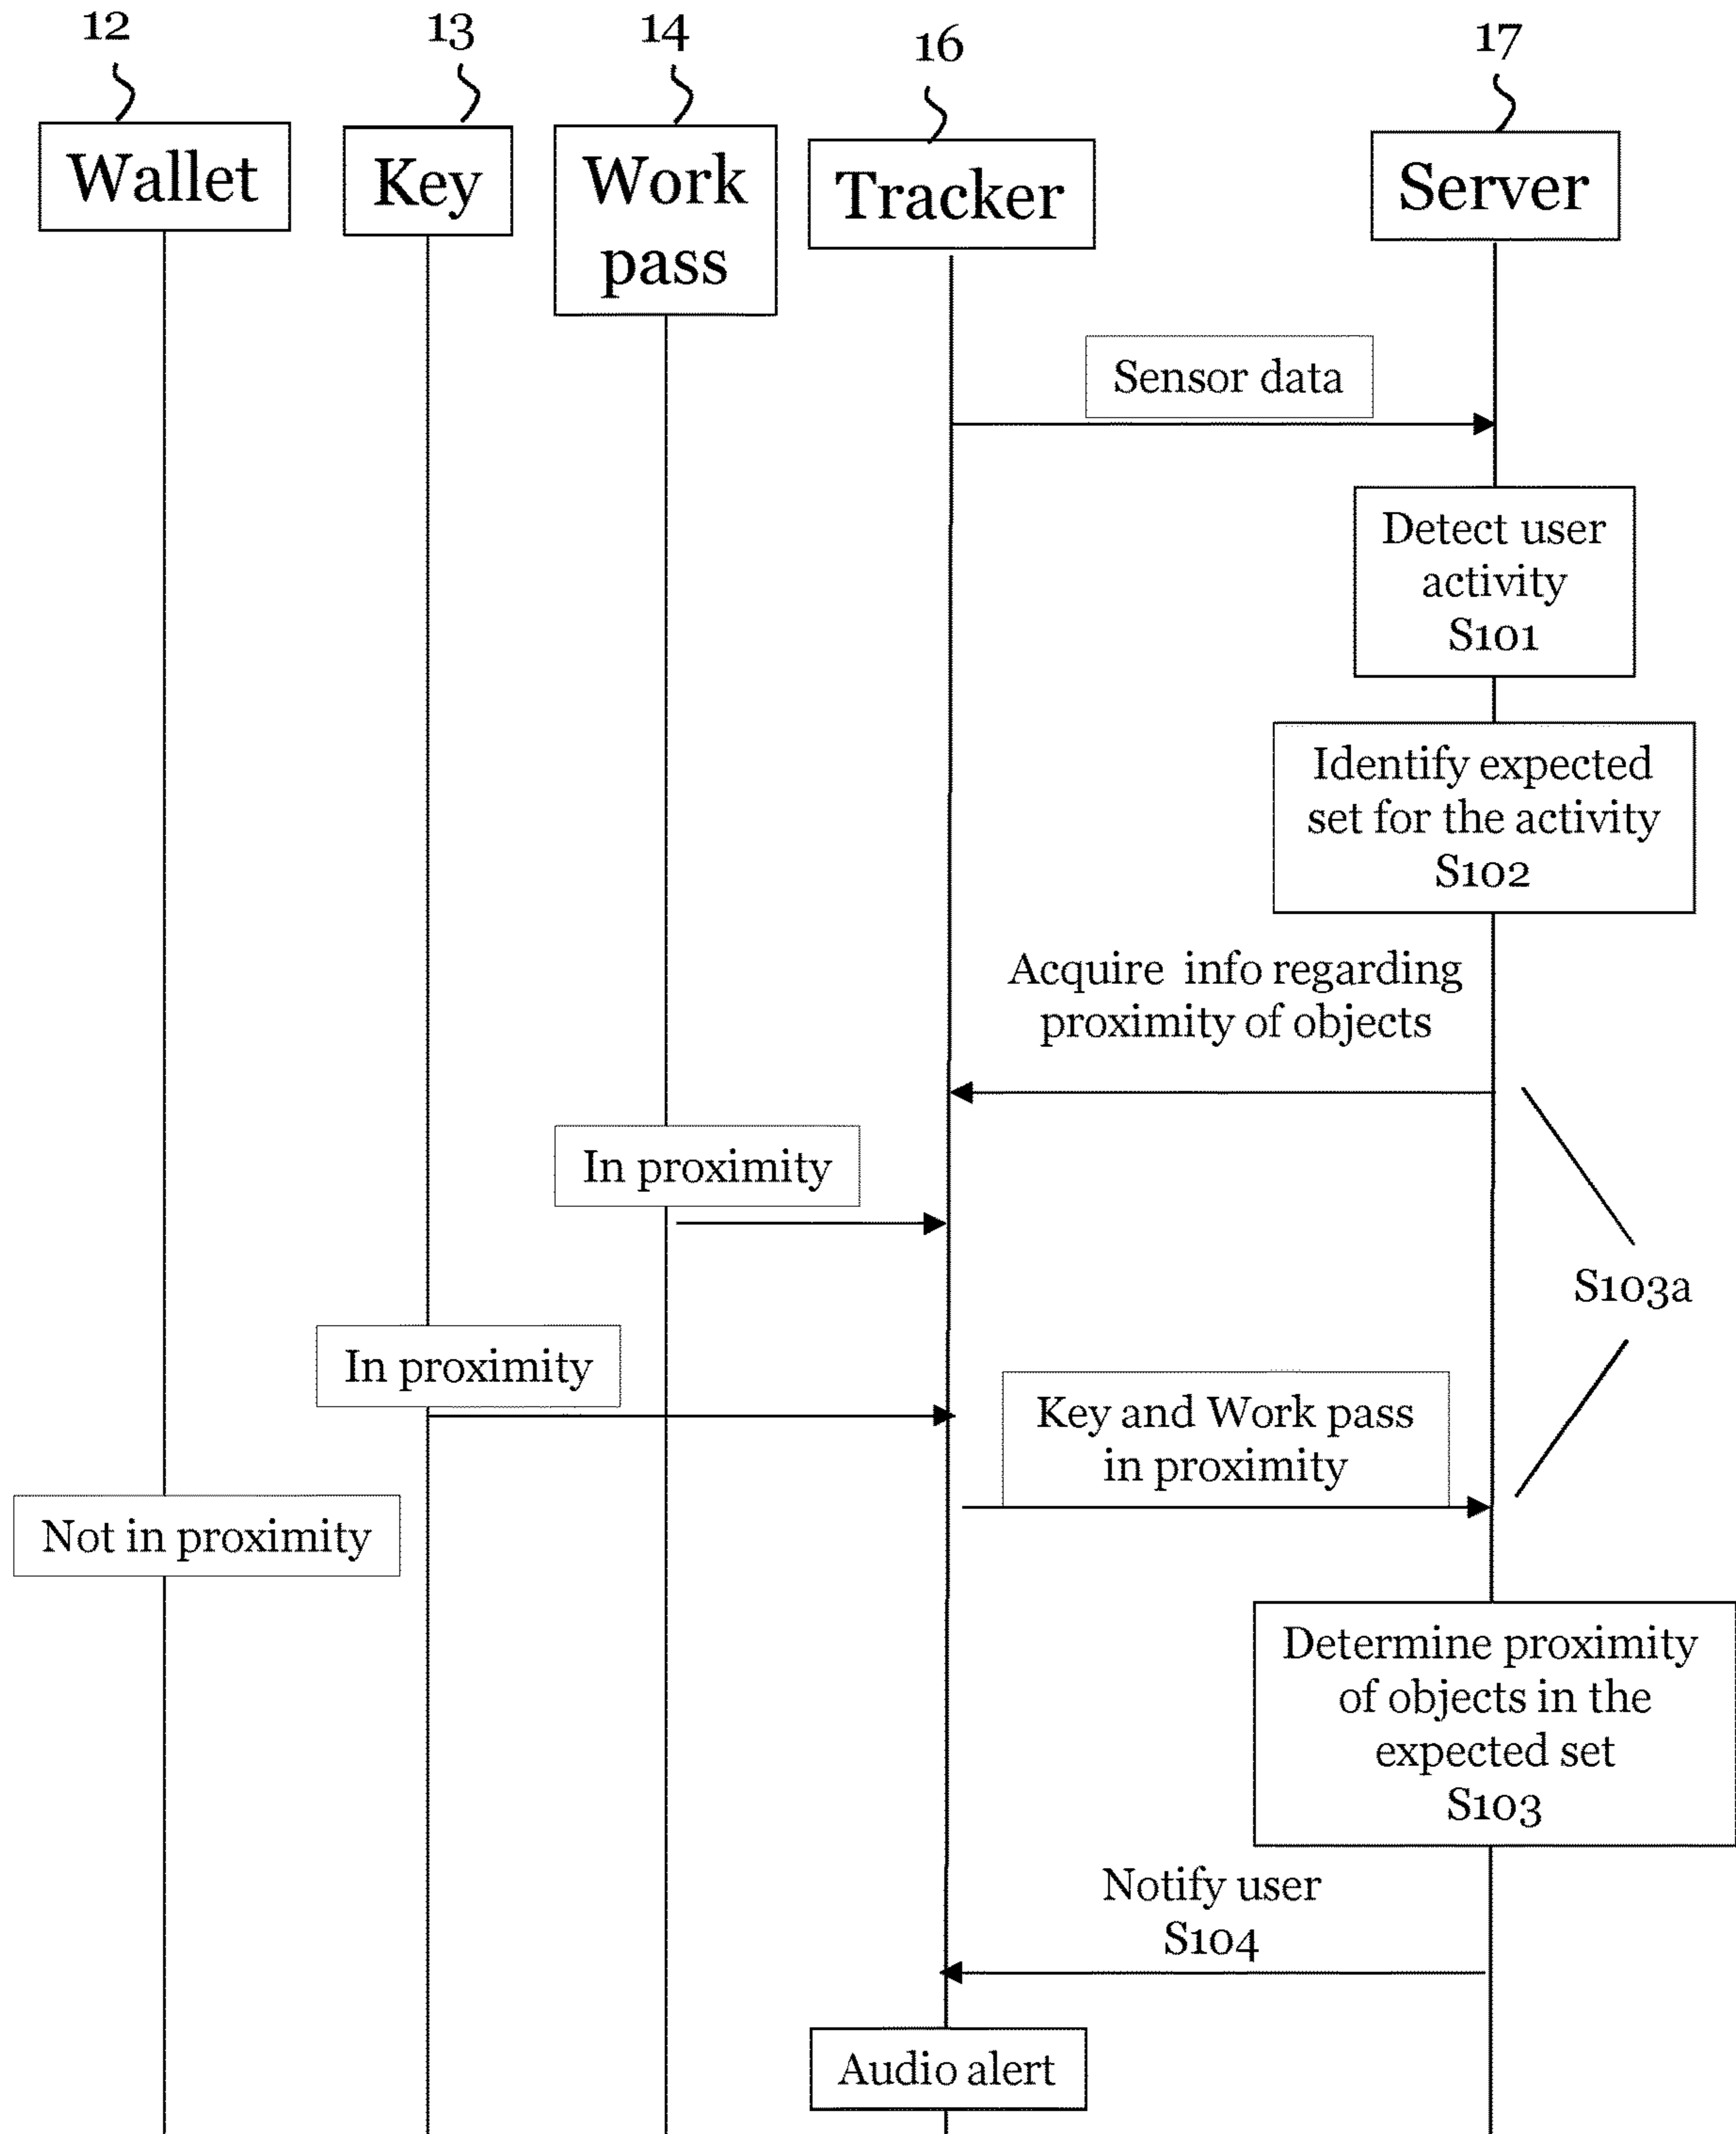 12
13
14
16
17
Wallet
Key
Work
pass
Tracker
Server
Sensor data
Detect user
activity
S101
Identify expected
set for the activity
S102
Acquire info regarding
proximity of objects
In proximity
S103a
In proximity
Key and Work pass
in proximity
Not in proximity
Determine proximity
of objects in the
expected set
S103
Notify user
S104
Audio alert